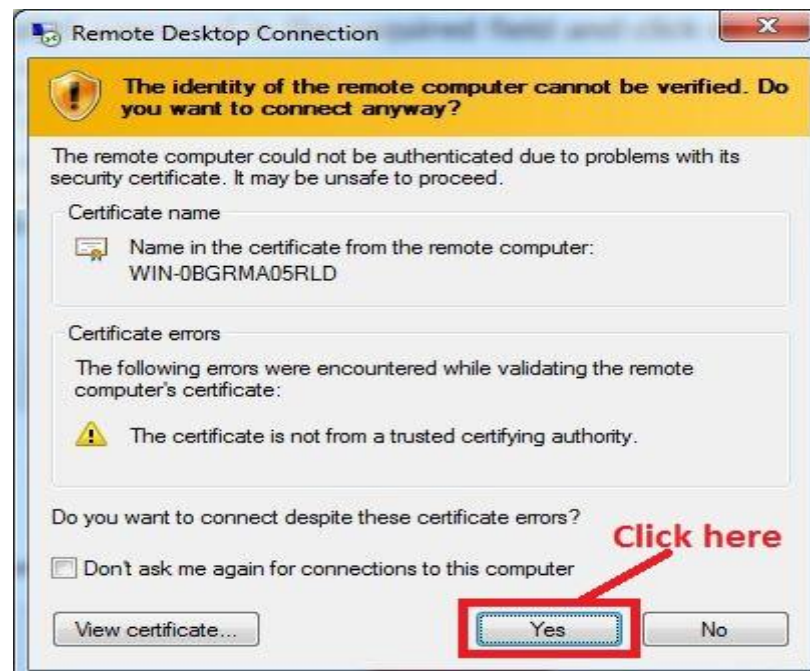 Remote Desktop Connection
The identity of the remote computer cannot be verified. Do
you want to connect anyway?
The remote computer could not be authenticated due to problems with its
security certificate. It may be unsafe to proceed.
Certificate name
Name in the certificate from the remote computer:
WIN-0BGRMA05RLD
Certificate errors
The following errors were encountered while validating the remote
computer's certificate:
The certificate is not from a trusted certifying authority.
Do you want to connect despite these certificate errors?
Click here
Don't ask me again for connections to this computer
View certificate... Yes No